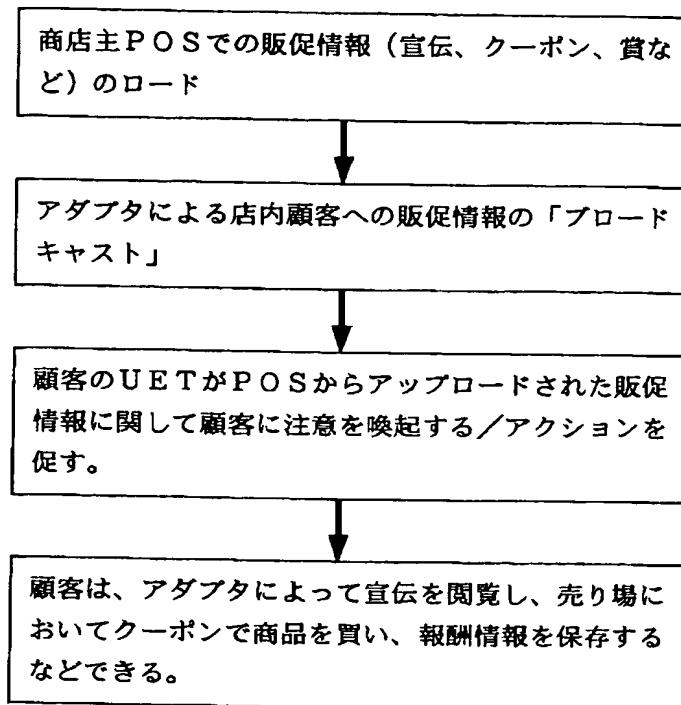 商店主ＰＯＳでの販促情報（宣伝、クーポン、賞な
ど）のロード
アダプタによる店内顧客への販促情報の「ブロード
キャスト」
顧客のＵＥＴがＰＯＳからアップロードされた販促
情報に関して顧客に注意を喚起する／アクションを
促す。
顧客は、アダプタによって宣伝を閲覧し、売り場に
おいてクーポンで商品を買い、報酬情報を保存する
などできる。